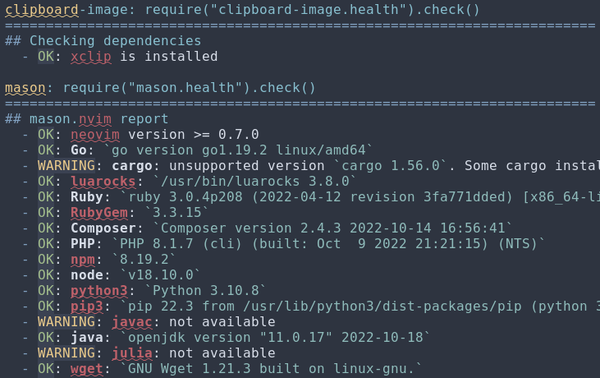 clipboard-image: require("clipboard-image.health").check()
========================================================================
## Checking dependencies
- OK: xclip is installed
mason: require("mason.health").check()
========================================================================
## mason.nvim report
- OK: neovim version >= 0.7.0
- OK: Go: `go version go1.19.2 linux/amd64`
- WARNING: cargo: unsupported version `cargo 1.56.0`. Some cargo instal
- OK: luarocks: `/usr/bin/luarocks 3.8.0`
- OK: Ruby: `ruby 3.0.4p208 (2022-04-12 revision 3fa771dded) [x86_64-li
- OK: RubyGem: `3.3.15`
- OK: Composer: `Composer version 2.4.3 2022-10-14 16:56:41`
- OK: PHP: `PHP 8.1.7 (cli) (built: Oct  9 2022 21:21:15) (NTS)`
- OK: npm: `8.19.2`
- OK: node: `v18.10.0`
- OK: python3: `Python 3.10.8`
- OK: pip3: `pip 22.3 from /usr/lib/python3/dist-packages/pip (python 3
- WARNING: javac: not available
- OK: java: `openjdk version "11.0.17" 2022-10-18`
- WARNING: julia: not available
- OK: wget: `GNU Wget 1.21.3 built on linux-gnu.`